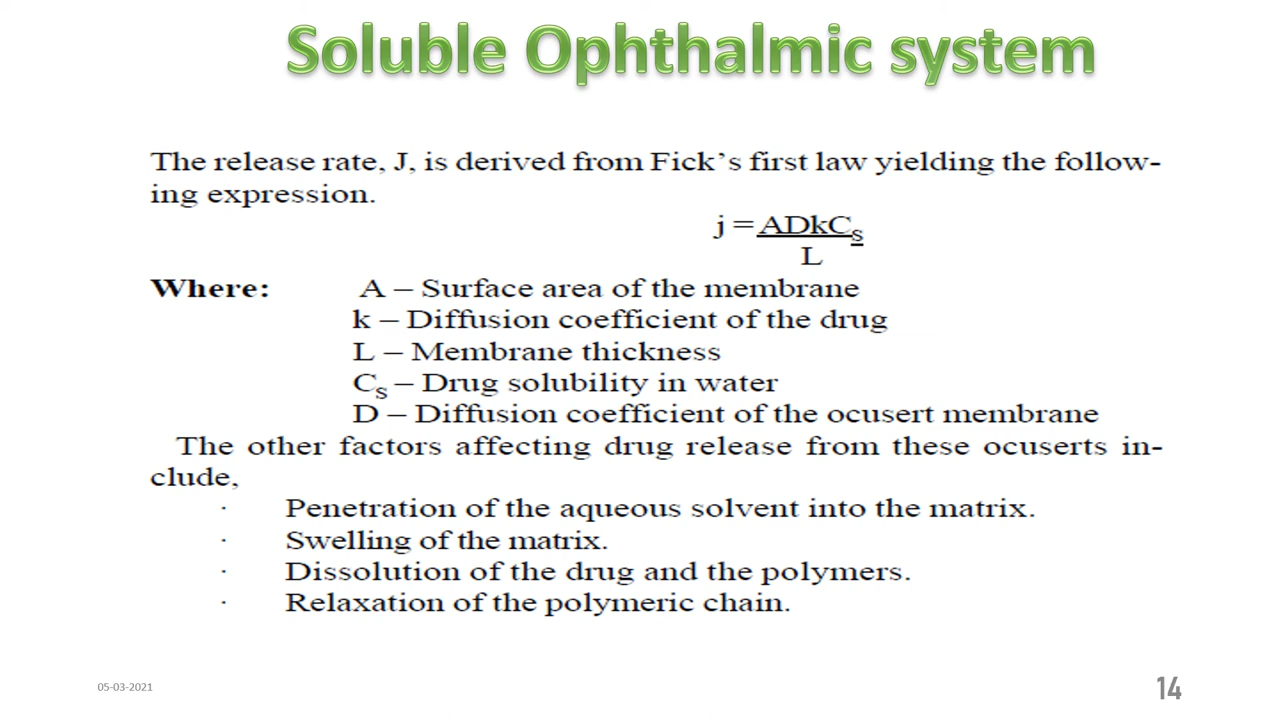 Soluble Ophthalmic system
The release rate, J, is derived from Fick's first law yielding the follow-
ing expression.
j = ADkCs
L
Where: A – Surface area of the membrane
k – Diffusion coefficient of the drug
L – Membrane thickness
Cs – Drug solubility in water
D – Diffusion coefficient of the ocusert membrane
The other factors affecting drug release from these ocuserts in-
clude,
· Penetration of the aqueous solvent into the matrix.
· Swelling of the matrix.
· Dissolution of the drug and the polymers.
· Relaxation of the polymeric chain.
05-03-2021
14